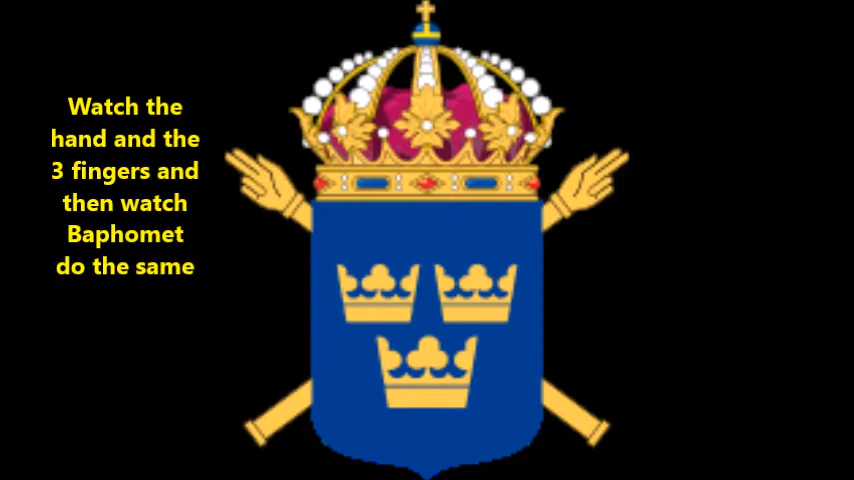 Watch the
hand and the
3 fingers and
then watch
Baphomet
do the same